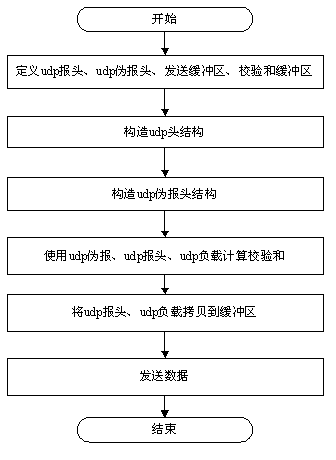 开始
定义udp报头、udp伪报头、发送缓冲区、校验和缓冲区
构造udp头结构
构造udp伪报头结构
使用udp伪报、udp报头、udp负载计算校验和
将udp报头、udp负载拷贝到缓冲区
发送数据
结束